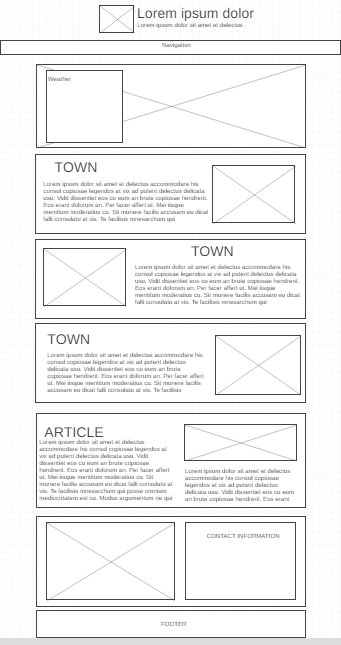 Lorem ipsum dolor
Lorem ipsum dolor sit amet ei delectus
Navigation
Weather
TOWN
Lorem ipsum dolor sit amet ei delectus accommodare his
consul copiosae legendos at vix ad putent delectus delicata
usu. Vidit dissentiet eos cu eum an brute copiosae hendrerit.
Eos erant dolorum an. Per facer affert ut. Mei iisque
mentitum moderatius cu. Sit munere facilis accusam eu dicat
falli consulatu at vis. Te facilisis mnesarchum qui
TOWN
Lorem ipsum dolor sit amet ei delectus accommodare his
consul copiosae legendos at vix ad putent delectus delicata
usu. Vidit dissentiet eos cu eum an brute copiosae hendrerit.
Eos erant dolorum an. Per facer affert ut. Mei iisque
mentitum moderatius cu. Sit munere facilis accusam eu dicat
falli consulatu at vis. Te facilisis mnesarchum qui
TOWN
Lorem ipsum dolor sit amet ei delectus accommodare his
consul copiosae legendos at vix ad putent delectus
delicata usu. Vidit dissentiet eos cu eum an brute
copiosae hendrerit. Eos erant dolorum an. Per facer affert
ut. Mei iisque mentitum moderatius cu. Sit munere facilis
accusam eu dicat falli consulatu at vis. Te facilisis
ARTICLE
Lorem ipsum dolor sit amet ei delectus
accommodare his consul copiosae legendos at
vix ad putent delectus delicata usu. Vidit
dissentiet eos cu eum an brute copiosae
hendrerit. Eos erant dolorum an. Per facer affert
ut. Mei iisque mentitum moderatius cu. Sit
munere facilis accusam eu dicat falli consulatu at
vis. Te facilisis mnesarchum qui posse omnium
mediocritatem est cu. Modus argumentum ne qui
Lorem ipsum dolor sit amet ei delectus
accommodare his consul copiosae
legendos at vix ad putent delectus
delicata usu. Vidit dissentiet eos cu eum
an brute copiosae hendrerit. Eos erant
CONTACT INFORMATION
FOOTER